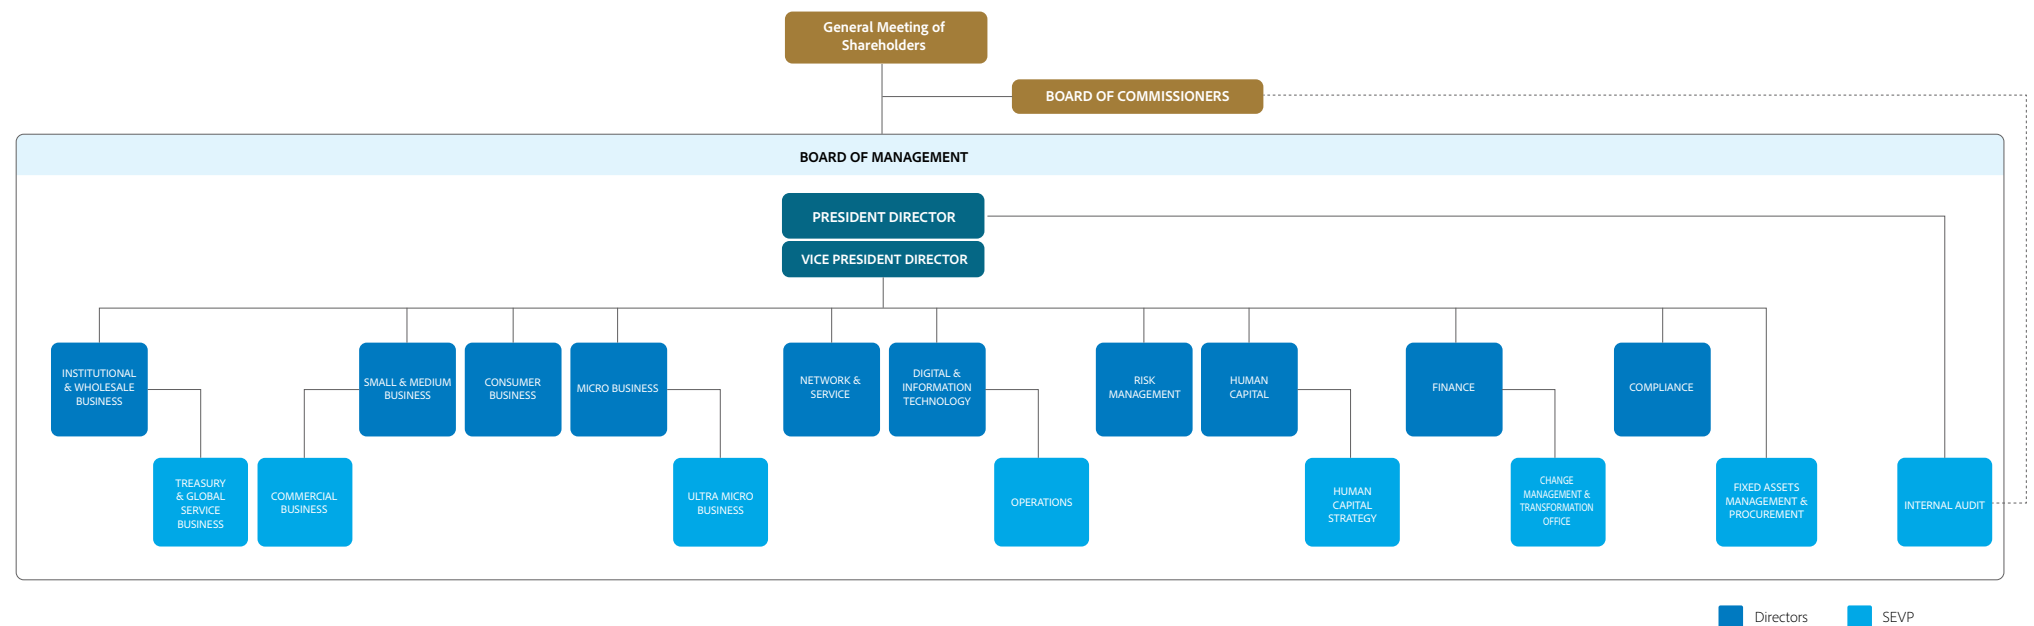 General Meeting of
Shareholders
BOARD OF COMMISSIONERS
BOARD OF MANAGEMENT
PRESIDENT DIRECTOR
VICE PRESIDENT DIRECTOR
INSTITUTIONAL
& WHOLESALE
BUSINESS
SMALL & MEDIUM
BUSINESS
CONSUMER
BUSINESS
MICRO BUSINESS
NETWORK &
SERVICE
DIGITAL &
INFORMATION
TECHNOLOGY
RISK
MANAGEMENT
HUMAN
CAPITAL
FINANCE
COMPLIANCE
TREASURY
& GLOBAL
SERVICE
BUSINESS
COMMERCIAL
BUSINESS
ULTRA MICRO
BUSINESS
OPERATIONS
HUMAN
CAPITAL
STRATEGY
CHANGE
MANAGEMENT &
TRANSFORMATION
OFFICE
FIXED ASSETS
MANAGEMENT &
PROCUREMENT
INTERNAL AUDIT
Directors
SEVP